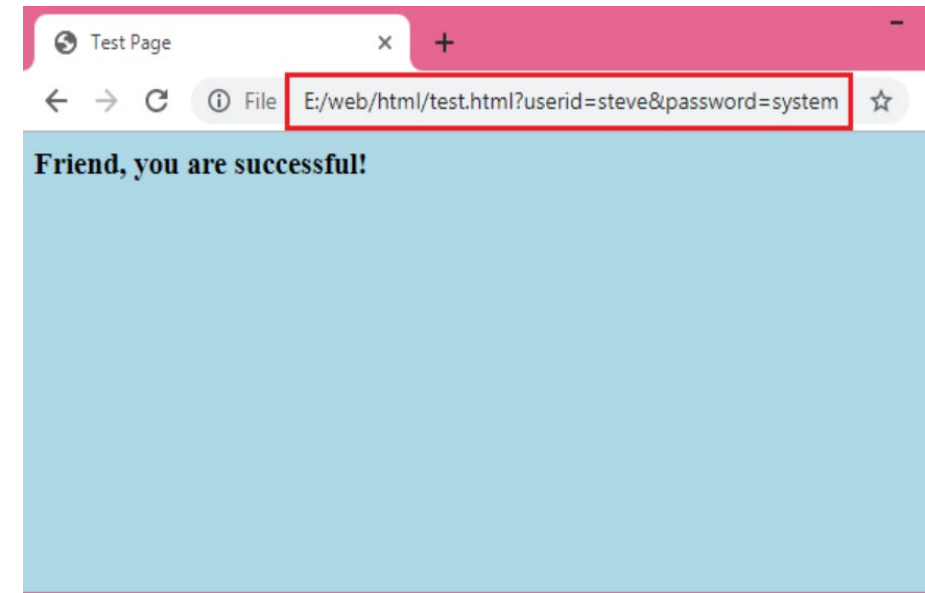 Test Page
File E:/web/html/test.html?userid=steve&password=system
Friend, you are successful!